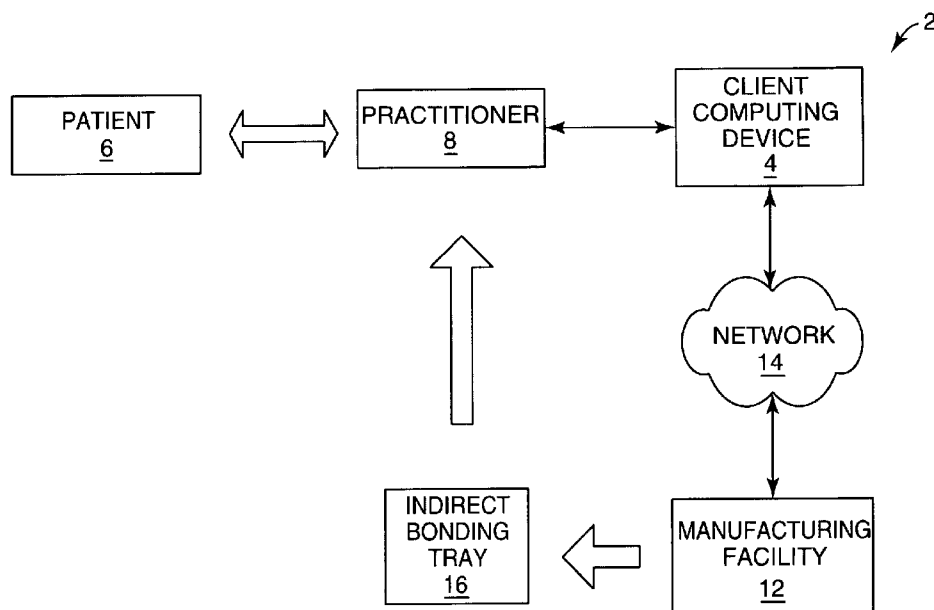 2
PATIENT
6
PRACTITIONER
8
CLIENT
COMPUTING
DEVICE
4
NETWORK
14
INDIRECT
BONDING
TRAY
16
MANUFACTURING
FACILITY
12